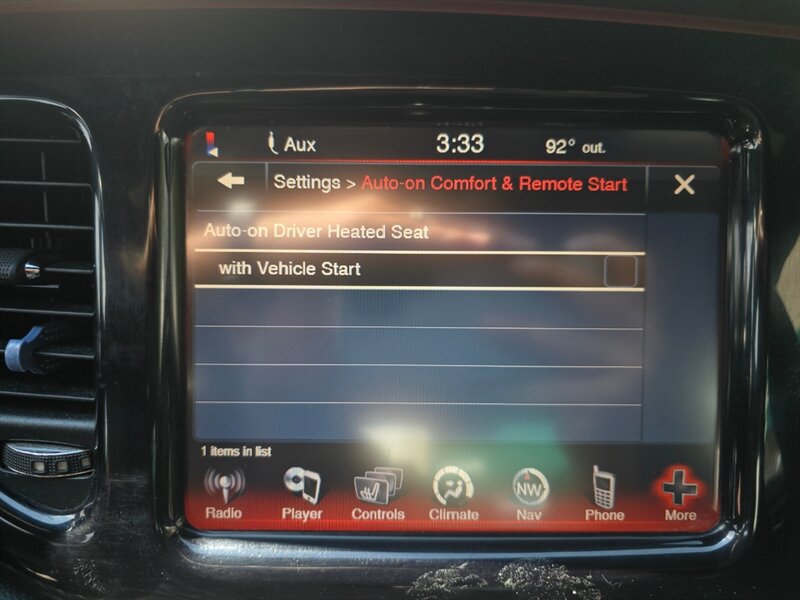 Aux 3:33 92° out.
Settings > Auto-on Comfort & Remote Start
Auto-on Driver Heated Seat
with Vehicle Start
1 items in list
NW
Radio Player Controls Climate Nav Phone More